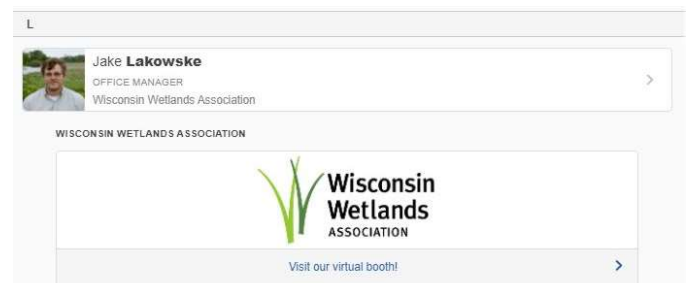 L
Jake Lakowske
OFFICE MANAGER
Wisconsin Wetlands Association
WISCONSIN WETLANDS ASSOCIATION
Wisconsin
Wetlands
ASSOCIATION
Visit our virtual booth!